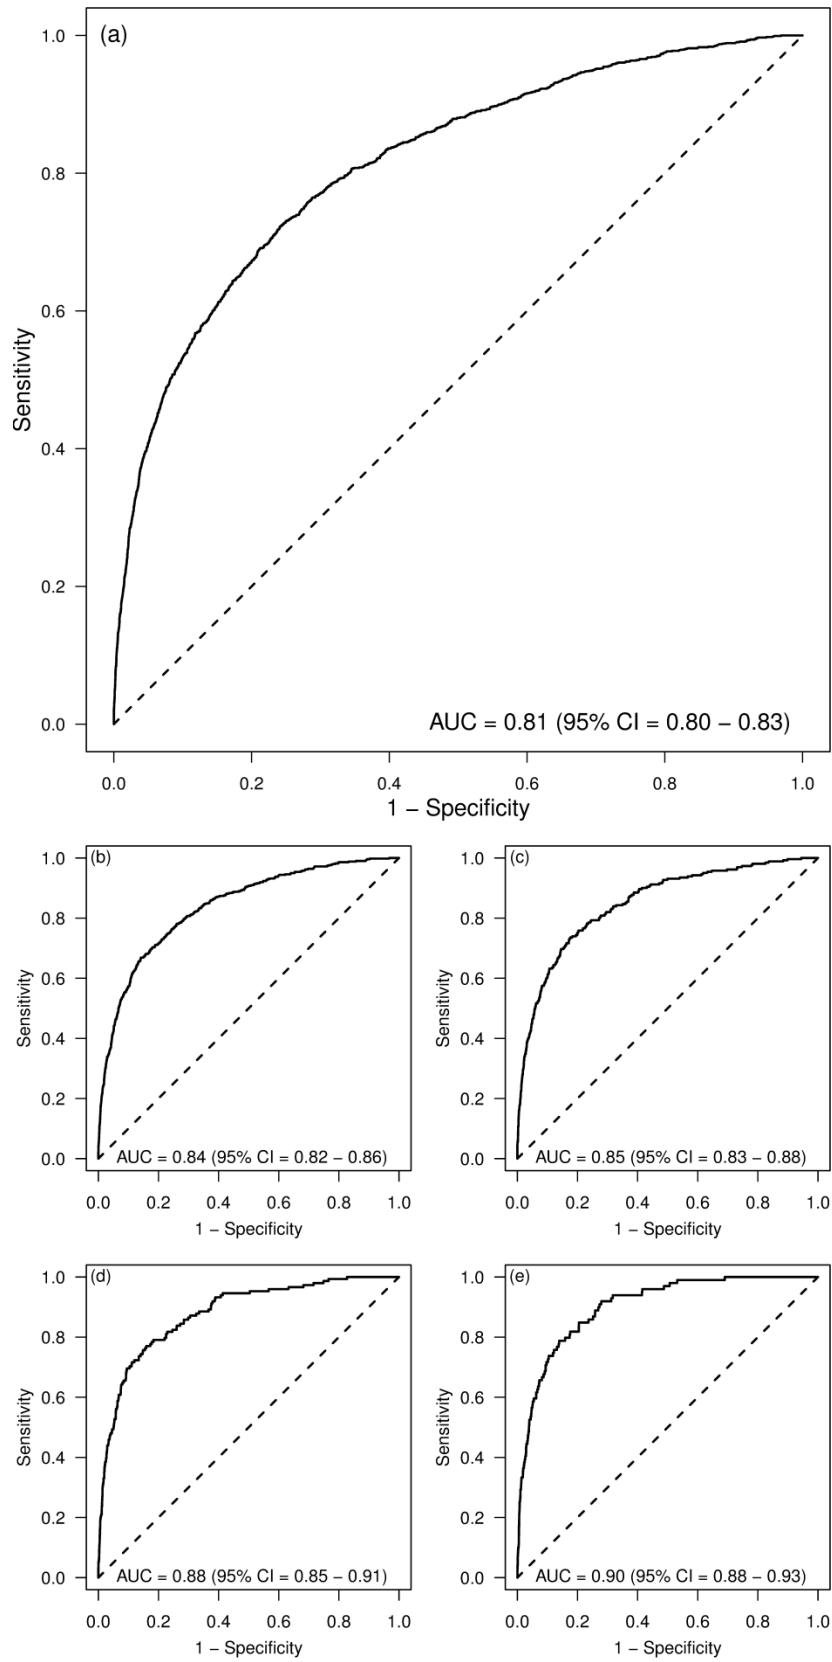 (a)
1.0
0.8
0.6
0.4
0.2
0.0
Sensitivity
AUC = 0.81 (95% CI = 0.80 − 0.83)
0.0 0.2 0.4 0.6 0.8 1.0
1 − Specificity
(b)
1.0
0.8
0.6
0.4
0.2
0.0
Sensitivity
AUC = 0.84 (95% CI = 0.82 − 0.86)
0.0 0.2 0.4 0.6 0.8 1.0
1 − Specificity
(c)
1.0
0.8
0.6
0.4
0.2
0.0
Sensitivity
AUC = 0.85 (95% CI = 0.83 − 0.88)
0.0 0.2 0.4 0.6 0.8 1.0
1 − Specificity
(d)
1.0
0.8
0.6
0.4
0.2
0.0
Sensitivity
AUC = 0.88 (95% CI = 0.85 − 0.91)
0.0 0.2 0.4 0.6 0.8 1.0
1 − Specificity
(e)
1.0
0.8
0.6
0.4
0.2
0.0
Sensitivity
AUC = 0.90 (95% CI = 0.88 − 0.93)
0.0 0.2 0.4 0.6 0.8 1.0
1 − Specificity